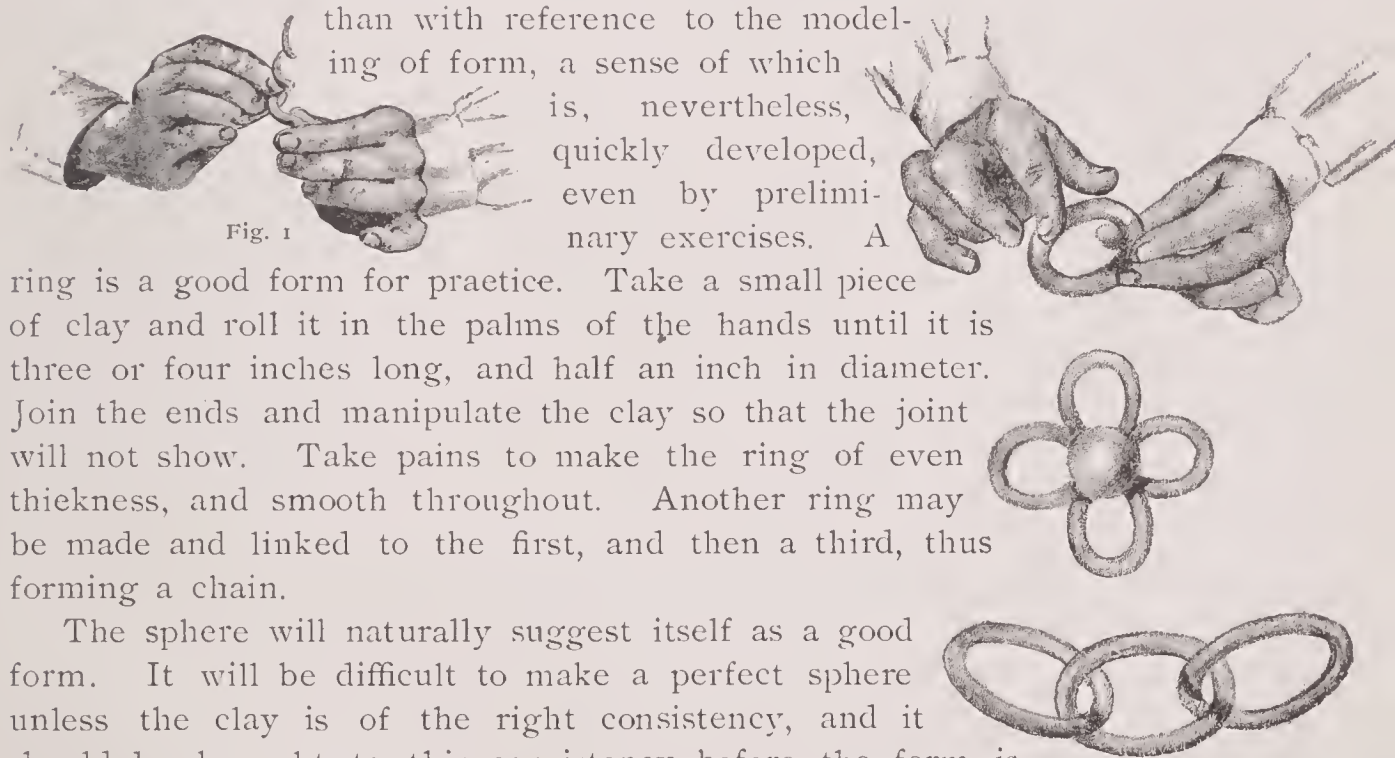 than with reference to the model-
ing of form, a sense of which
is, nevertheless,
quickly developed,
even by prelimi-
nary exercises. A
Fig. 1
ring is a good form for practice. Take a small piece
of clay and roll it in the palms of the hands until it is
three or four inches long, and half an inch in diameter.
Join the ends and manipulate the clay so that the joint
will not show. Take pains to make the ring of even
thickness, and smooth throughout. Another ring may
be made and linked to the first, and then a third, thus
forming a chain.
The sphere will naturally suggest itself as a good
form. It will be difficult to make a perfect sphere
unless the clay is of the right consistency, and it
before the form is